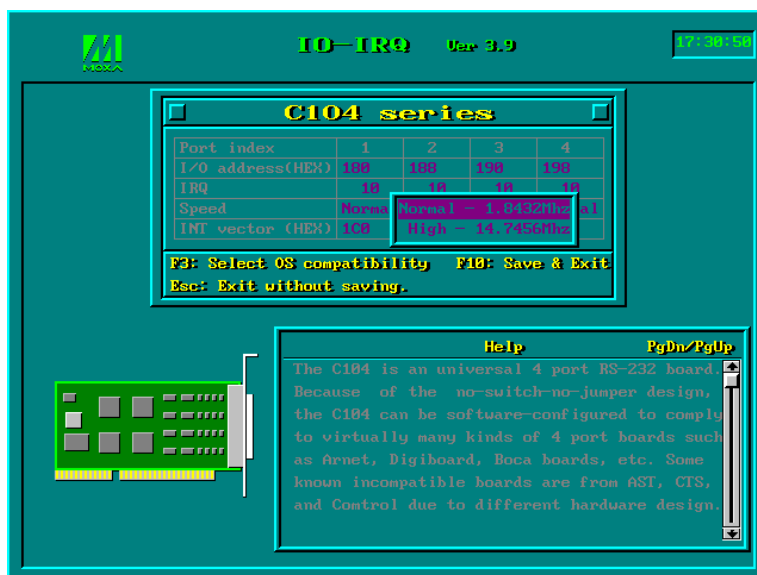 MOXA
IO-IRQ Ver 3.9
17:30:50
C104 series
Port index 1 2 3 4
I/O address(HEX) 180 188 190 198
IRQ 10 10 10 10
Speed Norma Normal - 1.8432Mhz al
INT vector (HEX) 1C0 High - 14.7456Mhz
F3: Select OS compatibility F10: Save & Exit
Esc: Exit without saving.
Help PgDn/PgUp
The C104 is an universal 4 port RS-232 board.
Because of the no-switch-no-jumper design,
the C104 can be software-configured to comply
to virtually many kinds of 4 port boards such
as Arnet, Digiboard, Boca boards, etc. Some
known incompatible boards are from AST, CTS,
and Comtrol due to different hardware design.